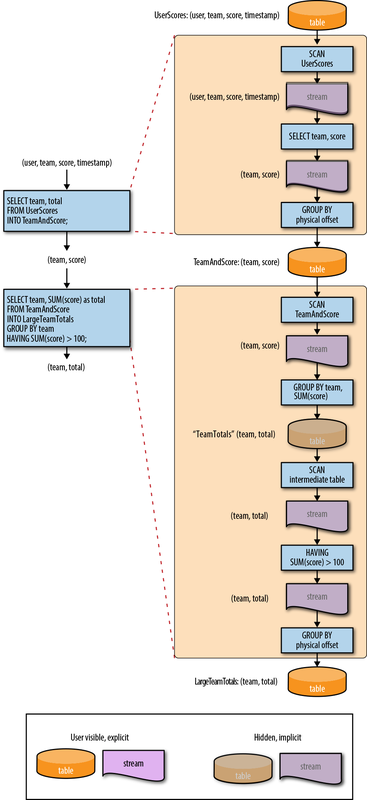 UserScores: (user, team, score, timestamp)
table
SCAN
UserScores
(user, team, score, timestamp)
stream
SELECT team, score
(team, score)
stream
GROUP BY
physical offset
(user, team, score, timestamp)
SELECT team, total
FROM UserScores
INTO TeamAndScore;
(team, score)
TeamAndScore: (team, score)
table
SELECT team, SUM(score) as total
FROM TeamAndScore
INTO LargeTeamTotals
GROUP BY team
HAVING SUM(score) > 100;
(team, total)
SCAN
TeamAndScore
(team, score)
stream
GROUP BY team,
SUM(score)
“TeamTotals” (team, total)
table
SCAN
intermediate table
(team, total)
stream
HAVING
SUM(score) > 100
(team, total)
stream
GROUP BY
physical offset
LargeTeamTotals: (team, total)
table
User visible, explicit
table
stream
Hidden, implicit
table
stream